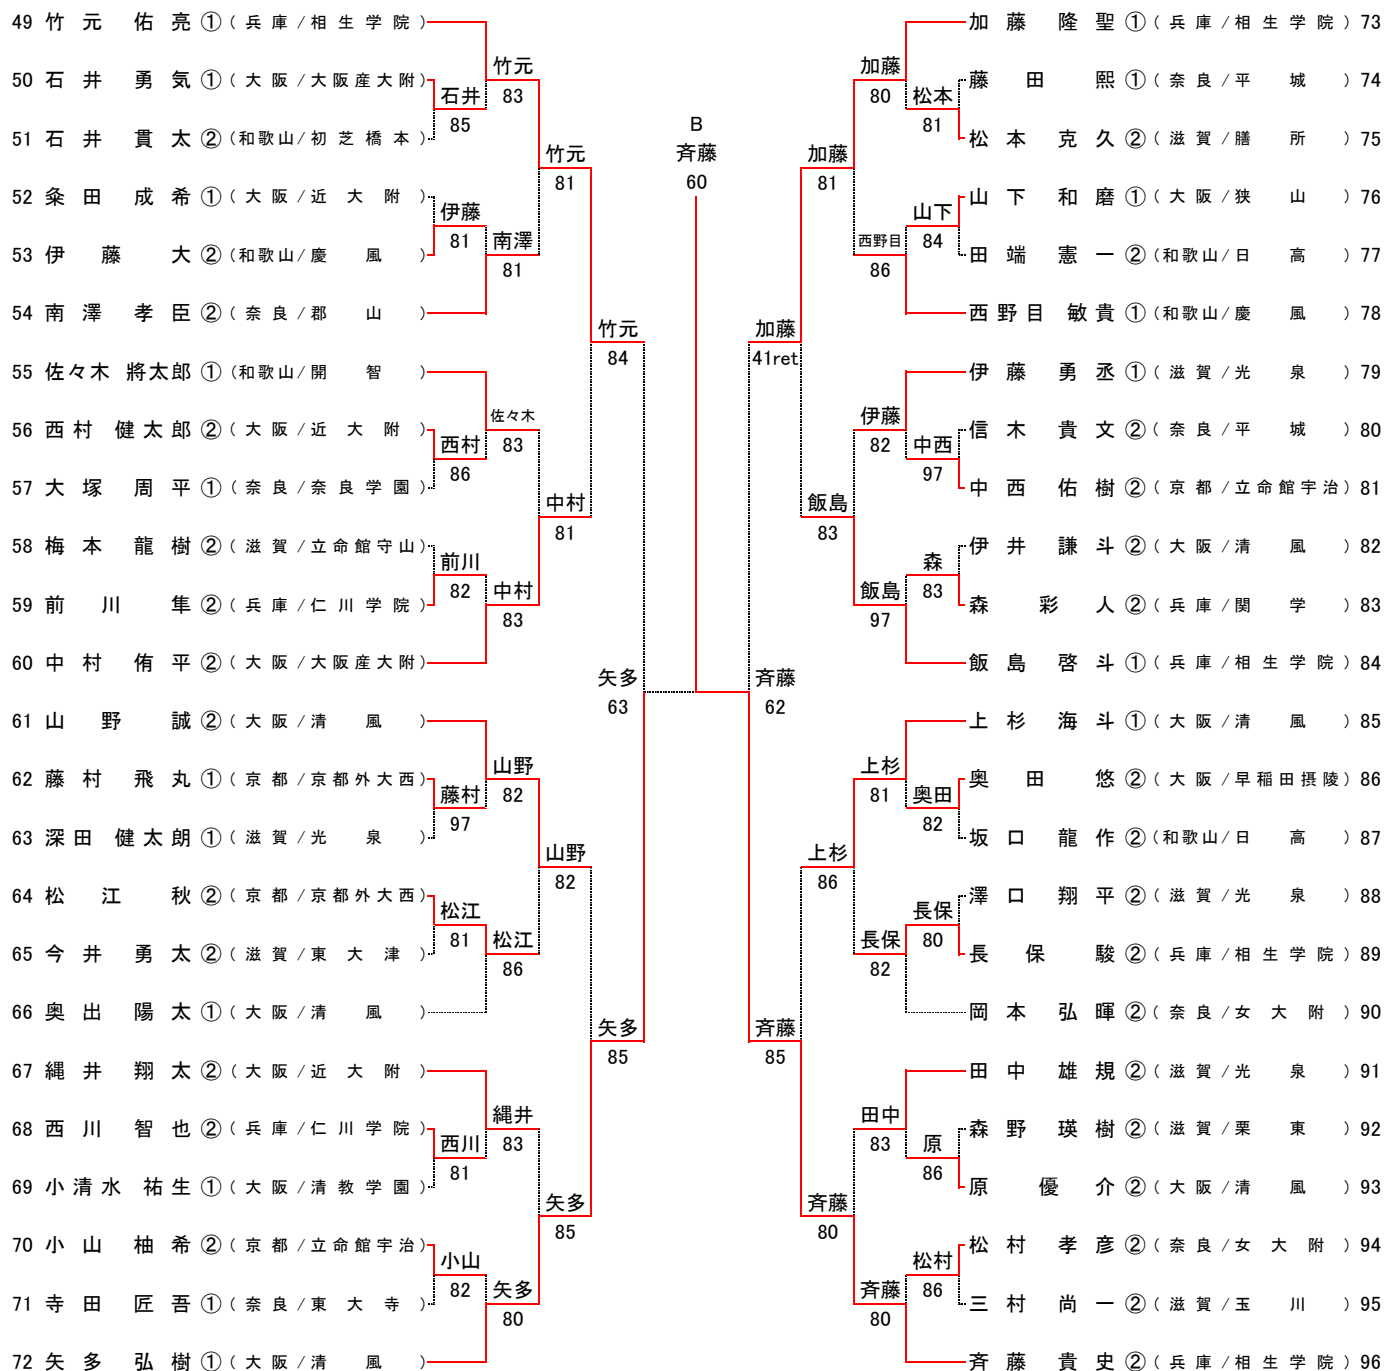 49 竹元 佑亮 ① (兵庫/相生学院)
50 石井 勇気 ① (大阪/大阪産大附)
51 石井 貫太 ② (和歌山/初芝橋本)
52 粂田 成希 ① (大阪/近大附)
53 伊藤 大 ② (和歌山/慶風)
54 南澤 孝臣 ② (奈良/郡山)
55 佐々木 將太郎 ① (和歌山/開智)
56 西村 健太郎 ② (大阪/近大附)
57 大塚 周平 ① (奈良/奈良学園)
58 梅本 龍樹 ② (滋賀/立命館守山)
59 前川 隼 ② (兵庫/仁川学院)
60 中村 侑平 ② (大阪/大阪産大附)
61 山野 誠 ② (大阪/清風)
62 藤村 飛丸 ① (京都/京都外大西)
63 深田 健太朗 ① (滋賀/光泉)
64 松江 秋 ② (京都/京都外大西)
65 今井 勇太 ② (滋賀/東大津)
66 奥出 陽太 ① (大阪/清風)
67 縄井 翔太 ② (大阪/近大附)
68 西川 智也 ② (兵庫/仁川学院)
69 小清水 祐生 ① (大阪/清教学園)
70 小山 柚希 ② (京都/立命館宇治)
71 寺田 匠吾 ① (奈良/東大寺)
72 矢多 弘樹 ① (大阪/清風)
石井
85
伊藤
81
西村
86
前川
82
藤村
97
松江
81
西川
81
小山
82
竹元
83
南澤
81
佐々木
83
中村
83
山野
82
松江
86
縄井
83
矢多
80
竹元
81
中村
81
山野
82
矢多
85
竹元
84
矢多
85
矢多
63
B
斉藤
60
斉藤
62
加藤
41ret
斉藤
85
加藤
81
飯島
83
上杉
86
斉藤
80
加藤
80
西野目
86
伊藤
82
飯島
97
上杉
81
長保
82
田中
83
斉藤
80
松本
81
山下
84
中西
97
森
83
奥田
82
長保
80
原
86
松村
86
加藤 隆聖 ① (兵庫/相生学院) 73
藤田 熙 ① (奈良/平城) 74
松本 克久 ② (滋賀/膳所) 75
山下 和磨 ① (大阪/狭山) 76
田端 憲一 ② (和歌山/日高) 77
西野目 敏貴 ① (和歌山/慶風) 78
伊藤 勇丞 ① (滋賀/光泉) 79
信木 貴文 ② (奈良/平城) 80
中西 佑樹 ② (京都/立命館宇治) 81
伊井 謙斗 ② (大阪/清風) 82
森 彩人 ② (兵庫/関学) 83
飯島 啓斗 ① (兵庫/相生学院) 84
上杉 海斗 ① (大阪/清風) 85
奥田 悠 ② (大阪/早稲田摂陵) 86
坂口 龍作 ② (和歌山/日高) 87
澤口 翔平 ② (滋賀/光泉) 88
長保 駿 ② (兵庫/相生学院) 89
岡本 弘暉 ② (奈良/女大附) 90
田中 雄規 ② (滋賀/光泉) 91
森野 瑛樹 ② (滋賀/栗東) 92
原 優介 ② (大阪/清風) 93
松村 孝彦 ② (奈良/女大附) 94
三村 尚一 ② (滋賀/玉川) 95
斉藤 貴史 ② (兵庫/相生学院) 96